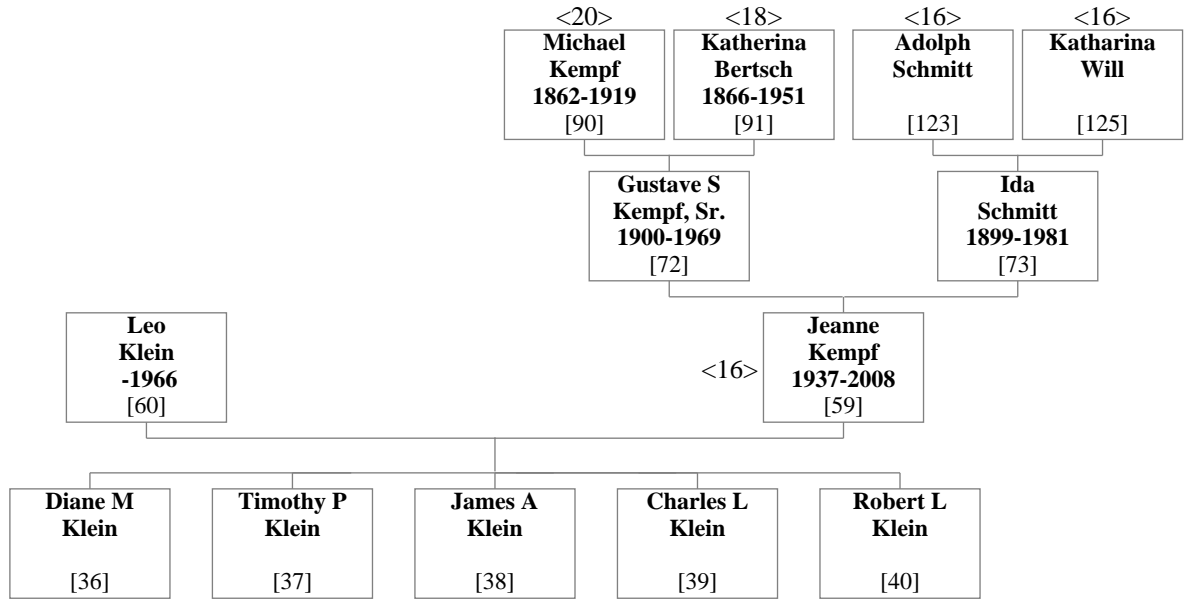 <20>
Michael
Kempf
1862-1919
[90]
<18>
Katherina
Bertsch
1866-1951
[91]
<16>
Adolph
Schmitt
[123]
<16>
Katharina
Will
[125]
Gustave S
Kempf, Sr.
1900-1969
[72]
Ida
Schmitt
1899-1981
[73]
Leo
Klein
-1966
[60]
<16>
Jeanne
Kempf
1937-2008
[59]
Diane M
Klein
[36]
Timothy P
Klein
[37]
James A
Klein
[38]
Charles L
Klein
[39]
Robert L
Klein
[40]